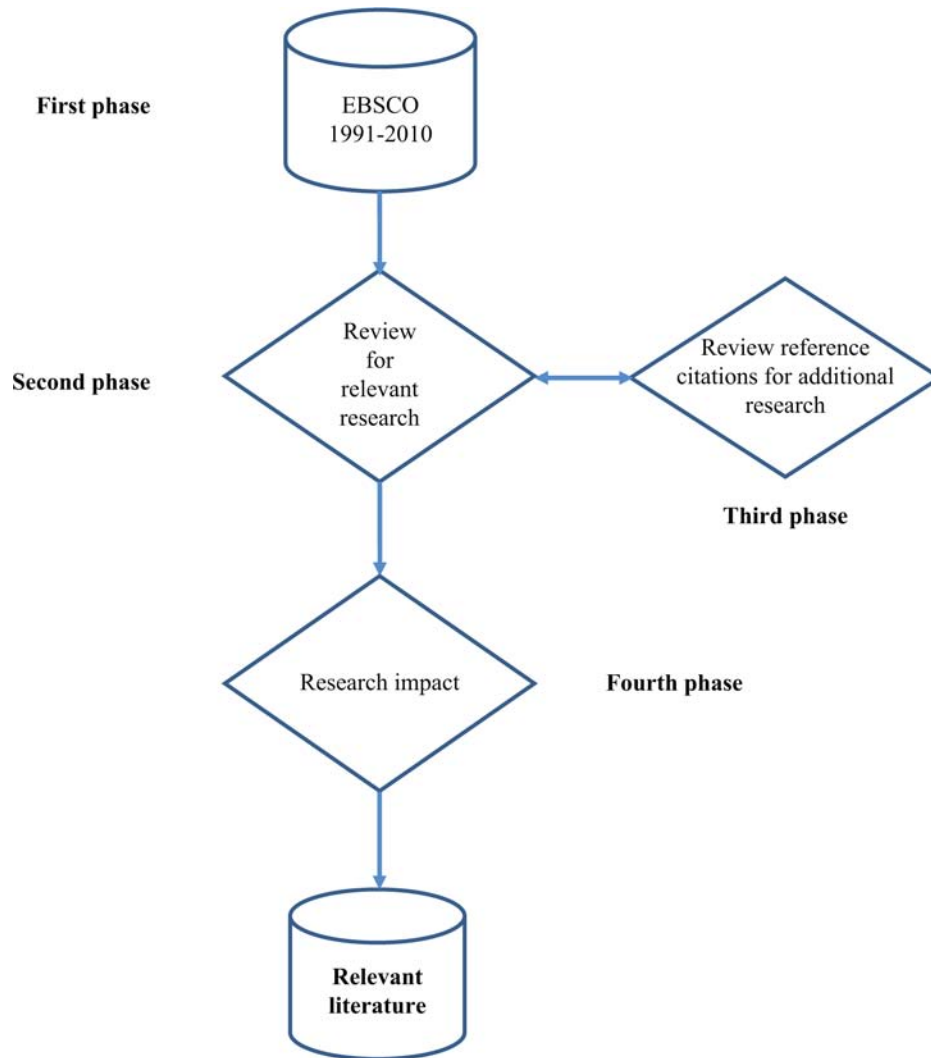 First phase
EBSCO
1991-2010
Second phase
Review
for
relevant
research
Review reference
citations for additional
research
Third phase
Research impact
Fourth phase
Relevant
literature